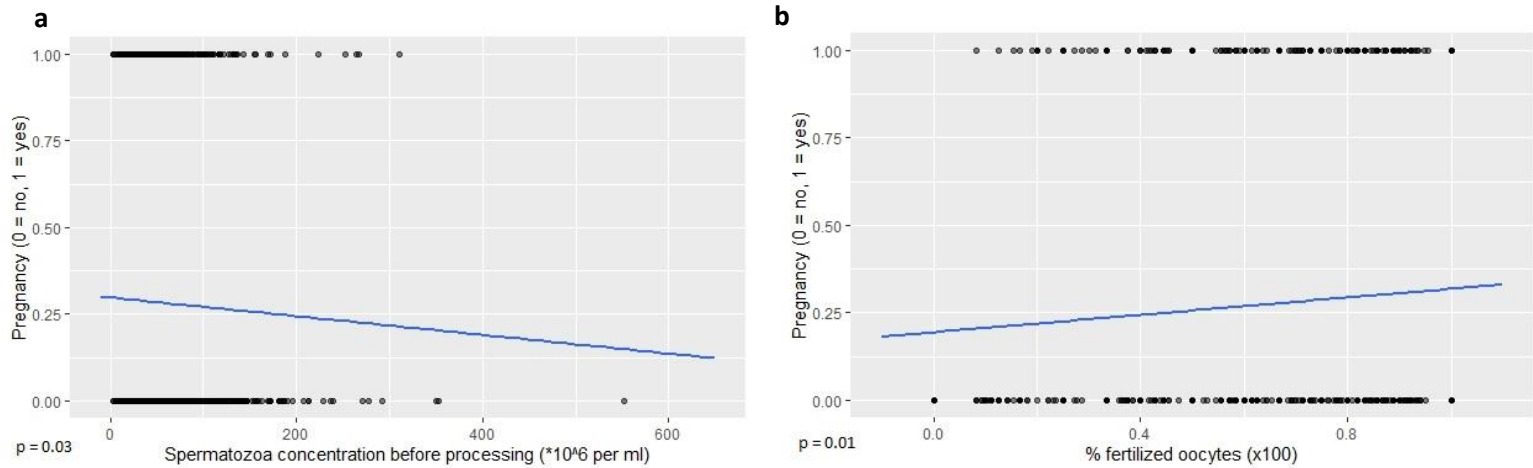 a
1.00
0.75
0.50
0.25
0.00
Pregnancy (0 = no, 1 = yes)
0
200
400
600
p = 0.03
Spermatozoa concentration before processing (*10^6 per ml)
b
1.00
0.75
0.50
0.25
0.00
Pregnancy (0 = no, 1 = yes)
0.0
0.4
0.8
p = 0.01
% fertilized oocytes (x100)